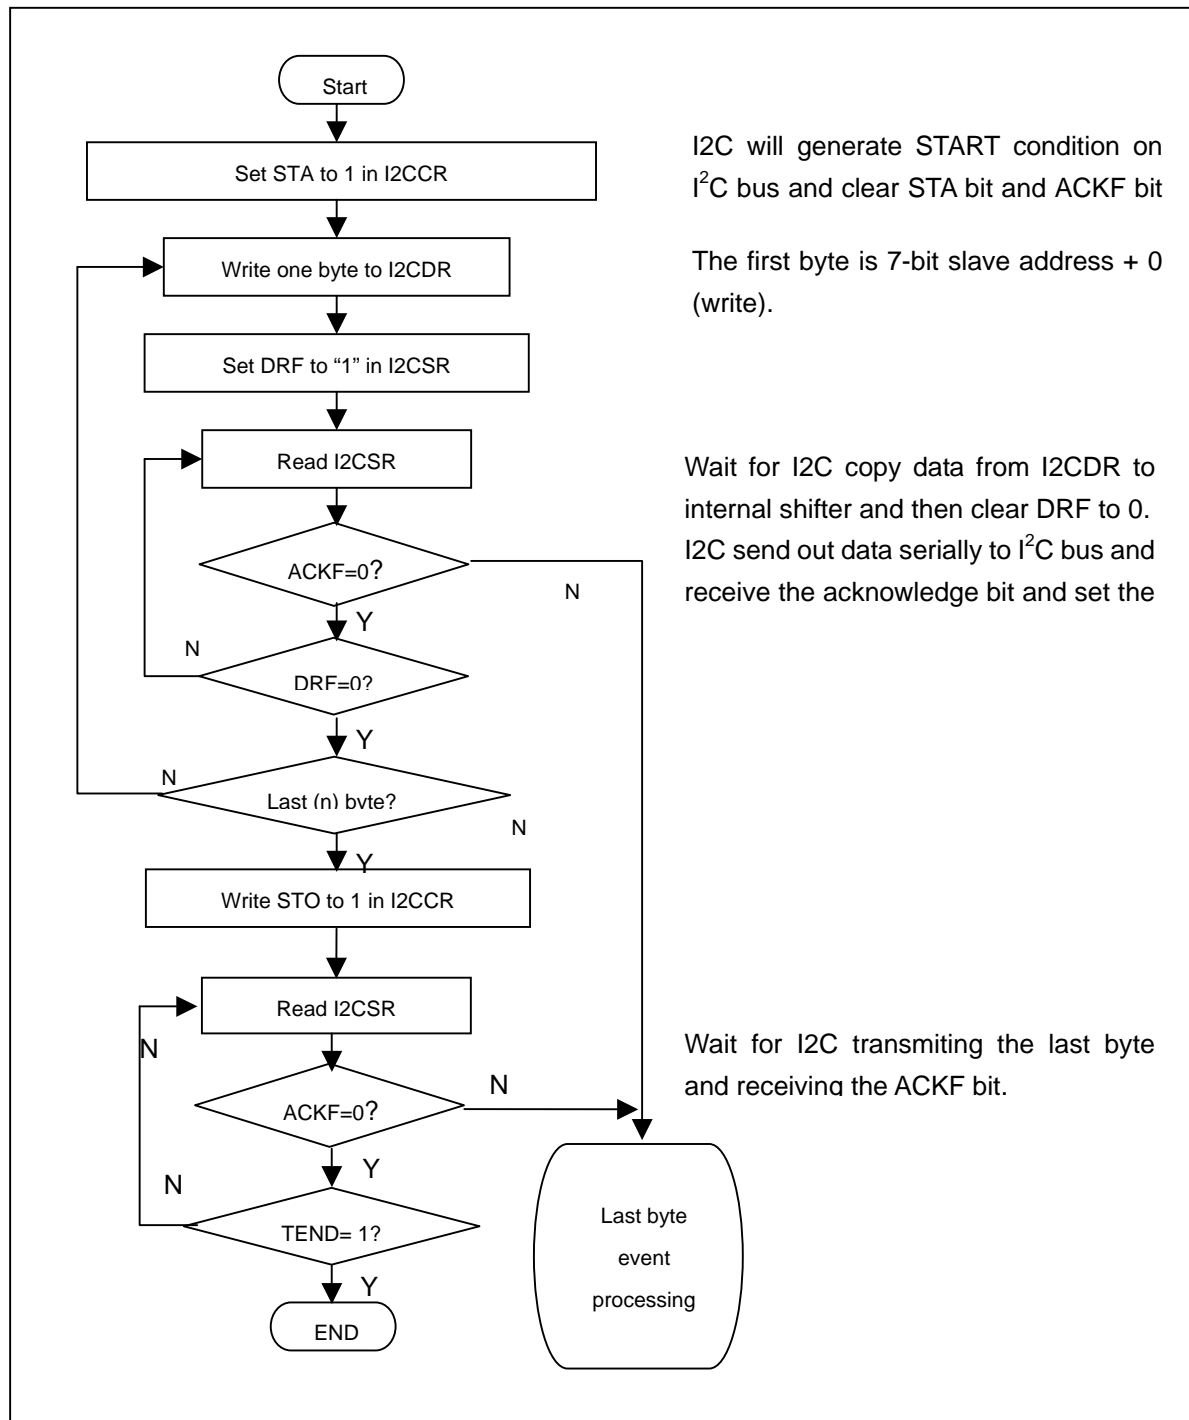 Start
I2C will generate START condition on
I²C bus and clear STA bit and ACKF bit
Set STA to 1 in I2CCR
The first byte is 7-bit slave address + 0
(write).
Write one byte to I2CDR
Set DRF to “1” in I2CSR
Read I2CSR
Wait for I2C copy data from I2CDR to
internal shifter and then clear DRF to 0.
I2C send out data serially to I²C bus and
receive the acknowledge bit and set the
ACKF=0?
N
Y
N
DRF=0?
Y
N
Last (n) byte?
N
Y
Write STO to 1 in I2CCR
Read I2CSR
N
Wait for I2C transmiting the last byte
and receiving the ACKF bit.
ACKF=0?
N
Y
N
TEND= 1?
Y
END
Last byte
event
processing